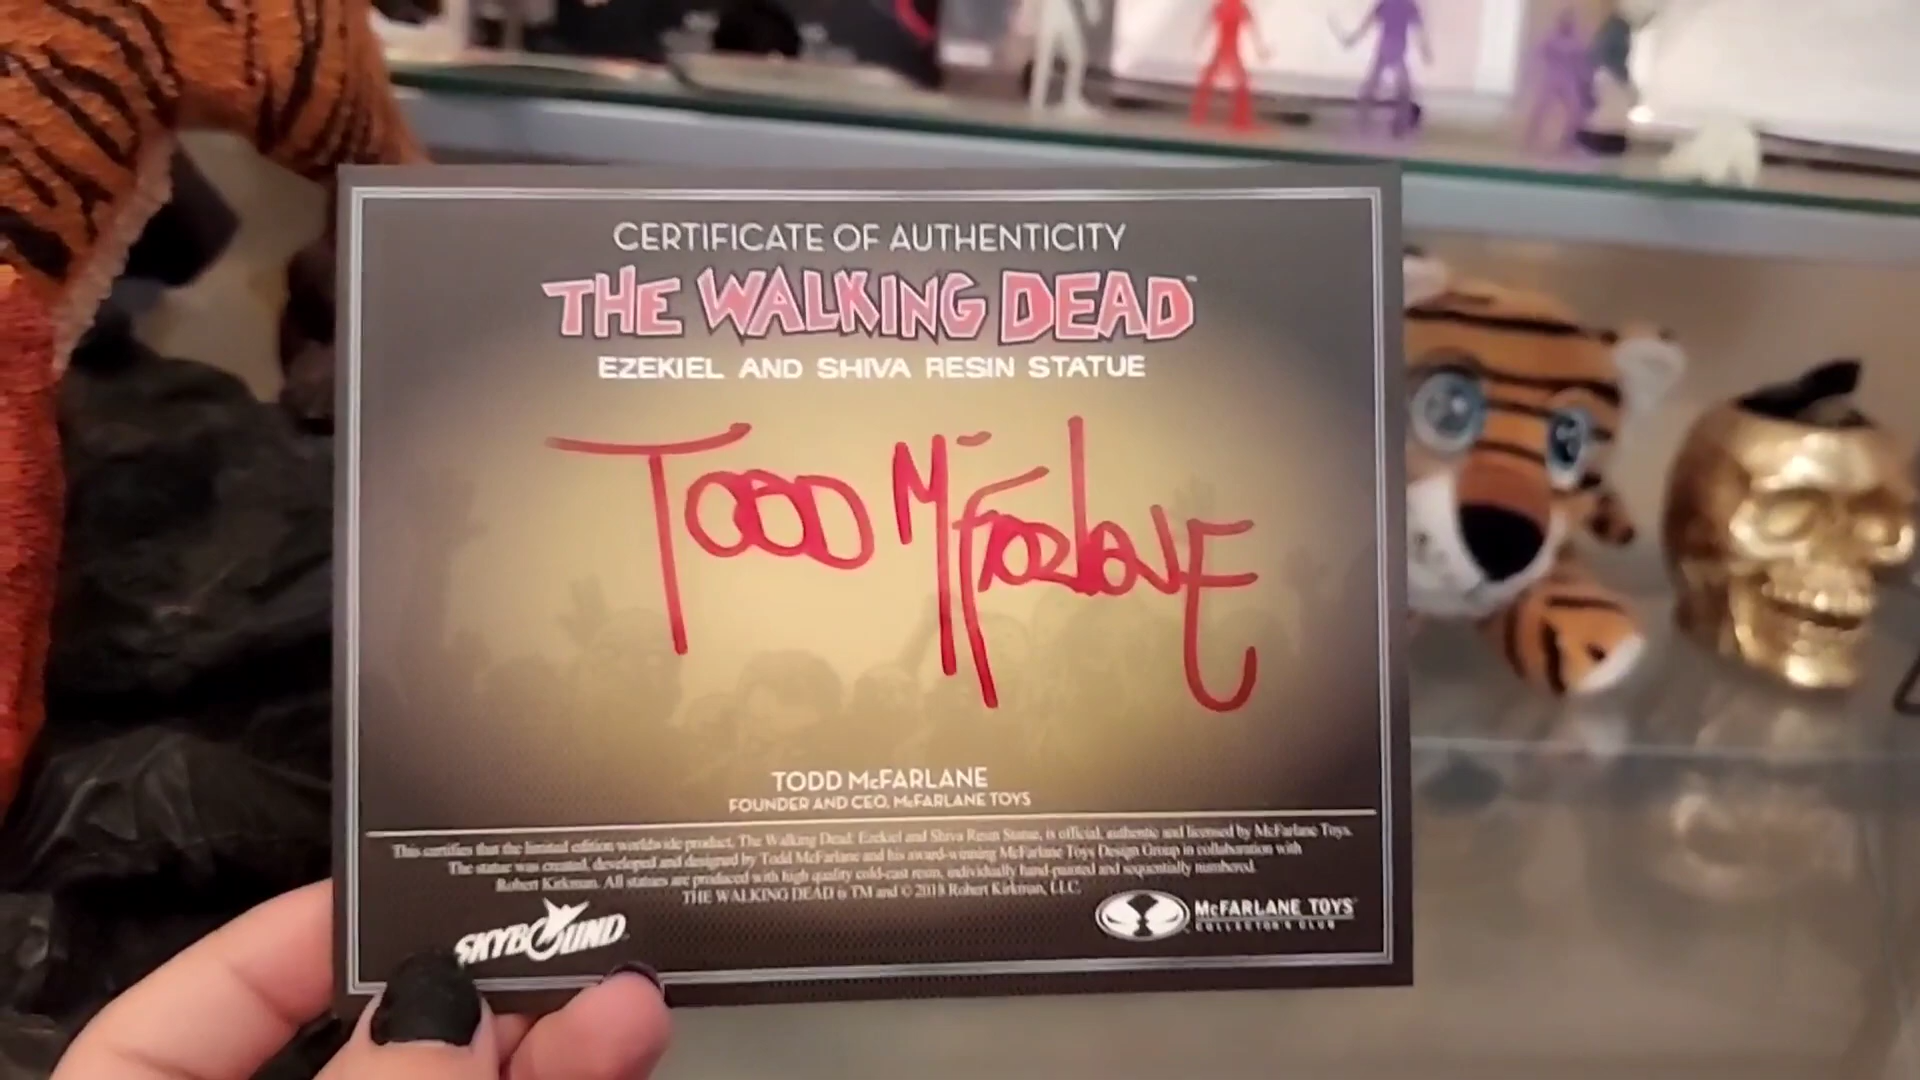 CERTIFICATE OF AUTHENTICITY
THE WALKING DEAD™
EZEKIEL AND SHIVA RESIN STATUE
TODD McFARLANE
TODD McFARLANE
FOUNDER AND CEO, McFARLANE TOYS
This certifies that the limited edition worldwide product, The Walking Dead: Ezekiel and Shiva Resin Statue, is official, authentic and licensed by McFarlane Toys.
The statue was created, developed and designed by Todd McFarlane and his award-winning McFarlane Toys Design Group in collaboration with
Robert Kirkman. All statues are produced with high quality cold-cast resin, individually hand-painted and sequentially numbered.
THE WALKING DEAD is TM and © 2018 Robert Kirkman, LLC.
SKYBOUND
McFARLANE TOYS
COLLECTOR'S CLUB